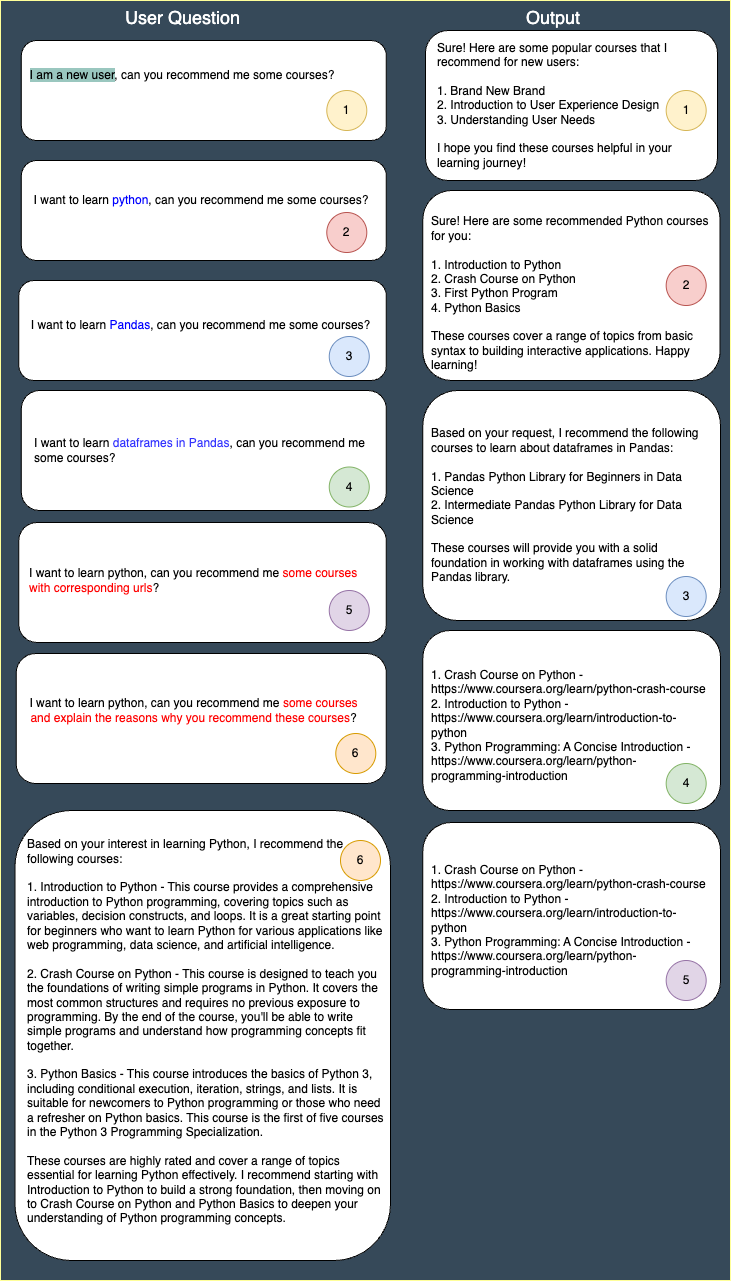 User Question
I am a new user, can you recommend me some courses?
1
I want to learn python, can you recommend me some courses?
2
I want to learn Pandas, can you recommend me some courses?
3
I want to learn dataframes in Pandas, can you recommend me
some courses?
4
I want to learn python, can you recommend me some courses
with corresponding urls?
5
I want to learn python, can you recommend me some courses
and explain the reasons why you recommend these courses?
6
Based on your interest in learning Python, I recommend the
following courses:
6
1. Introduction to Python - This course provides a comprehensive
introduction to Python programming, covering topics such as
variables, decision constructs, and loops. It is a great starting point
for beginners who want to learn Python for various applications like
web programming, data science, and artificial intelligence.
2. Crash Course on Python - This course is designed to teach you
the foundations of writing simple programs in Python. It covers the
most common structures and requires no previous exposure to
programming. By the end of the course, you'll be able to write
simple programs and understand how programming concepts fit
together.
3. Python Basics - This course introduces the basics of Python 3,
including conditional execution, iteration, strings, and lists. It is
suitable for newcomers to Python programming or those who need
a refresher on Python basics. This course is the first of five courses
in the Python 3 Programming Specialization.
These courses are highly rated and cover a range of topics
essential for learning Python effectively. I recommend starting with
Introduction to Python to build a strong foundation, then moving on
to Crash Course on Python and Python Basics to deepen your
understanding of Python programming concepts.
Output
Sure! Here are some popular courses that I
recommend for new users:
1. Brand New Brand
2. Introduction to User Experience Design
3. Understanding User Needs
1
I hope you find these courses helpful in your
learning journey!
Sure! Here are some recommended Python courses
for you:
1. Introduction to Python
2. Crash Course on Python
3. First Python Program
4. Python Basics
2
These courses cover a range of topics from basic
syntax to building interactive applications. Happy
learning!
Based on your request, I recommend the following
courses to learn about dataframes in Pandas:
1. Pandas Python Library for Beginners in Data
Science
2. Intermediate Pandas Python Library for Data
Science
These courses will provide you with a solid
foundation in working with dataframes using the
Pandas library.
3
1. Crash Course on Python -
https://www.coursera.org/learn/python-crash-course
2. Introduction to Python -
https://www.coursera.org/learn/introduction-to-
python
3. Python Programming: A Concise Introduction -
https://www.coursera.org/learn/python-
programming-introduction
4
1. Crash Course on Python -
https://www.coursera.org/learn/python-crash-course
2. Introduction to Python -
https://www.coursera.org/learn/introduction-to-
python
3. Python Programming: A Concise Introduction -
https://www.coursera.org/learn/python-
programming-introduction
5